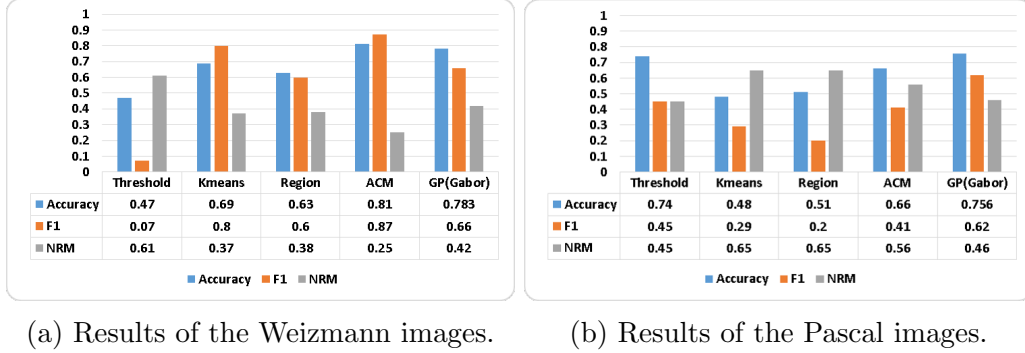 1
0.9
0.8
0.7
0.6
0.5
0.4
0.3
0.2
0.1
0
Threshold Kmeans Region ACM GP(Gabor)
Accuracy 0.47 0.69 0.63 0.81 0.783
F1 0.07 0.8 0.6 0.87 0.66
NRM 0.61 0.37 0.38 0.25 0.42
Accuracy F1 NRM
(a) Results of the Weizmann images.
1
0.9
0.8
0.7
0.6
0.5
0.4
0.3
0.2
0.1
0
Threshold Kmeans Region ACM GP(Gabor)
Accuracy 0.74 0.48 0.51 0.66 0.756
F1 0.45 0.29 0.2 0.41 0.62
NRM 0.45 0.65 0.65 0.56 0.46
Accuracy F1 NRM
(b) Results of the Pascal images.